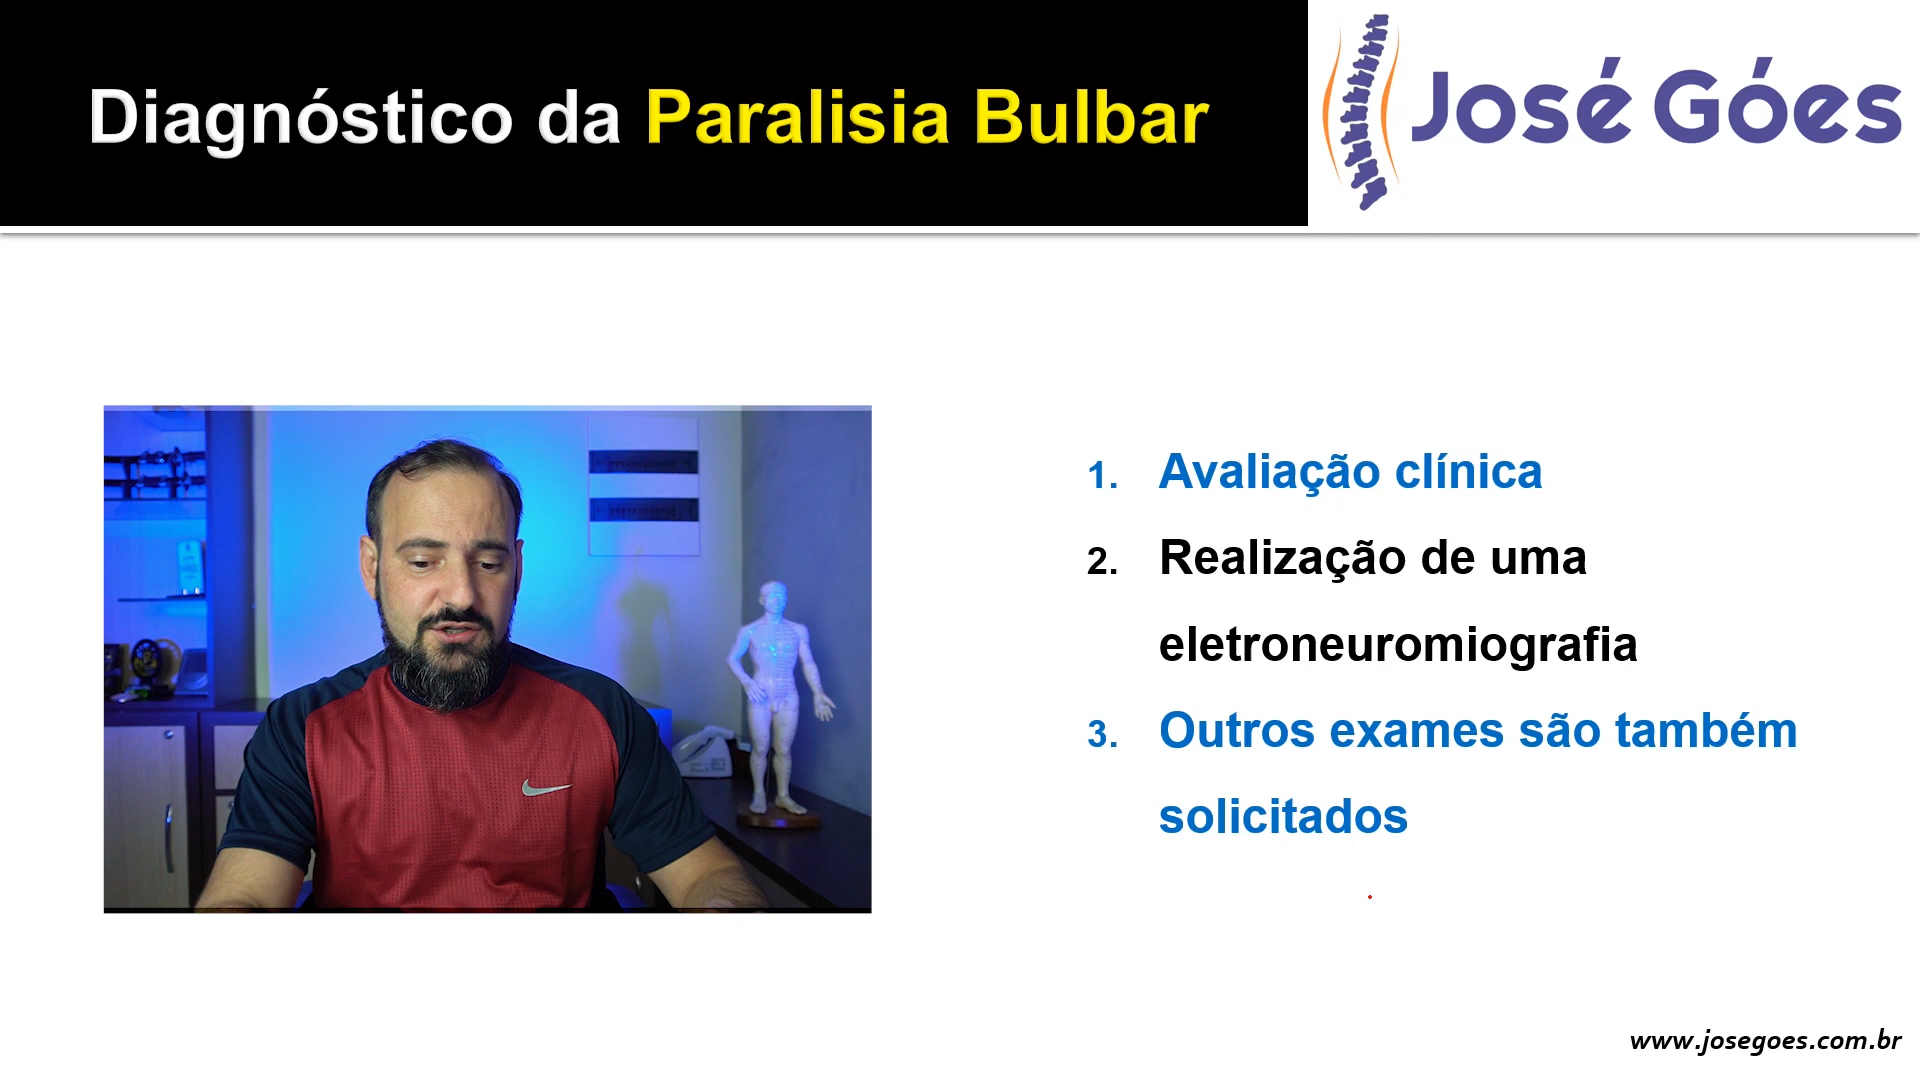 Diagnóstico da Paralisia Bulbar
José Góes
1. Avaliação clínica
2. Realização de uma
eletroneuromiografia
3. Outros exames são também
solicitados
www.josegoes.com.br